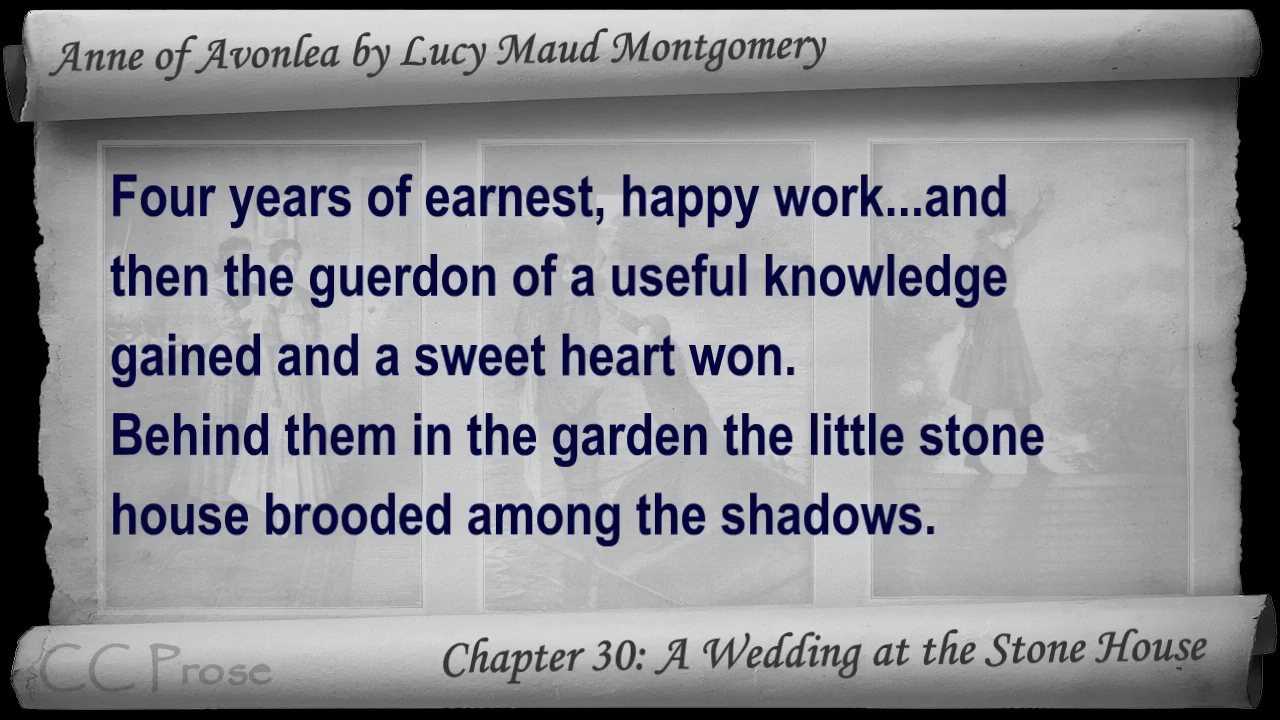 Anne of Avonlea by Lucy Maud Montgomery
Four years of earnest, happy work...and
then the guerdon of a useful knowledge
gained and a sweet heart won.
Behind them in the garden the little stone
house brooded among the shadows.
CC Prose
Chapter 30: A Wedding at the Stone House